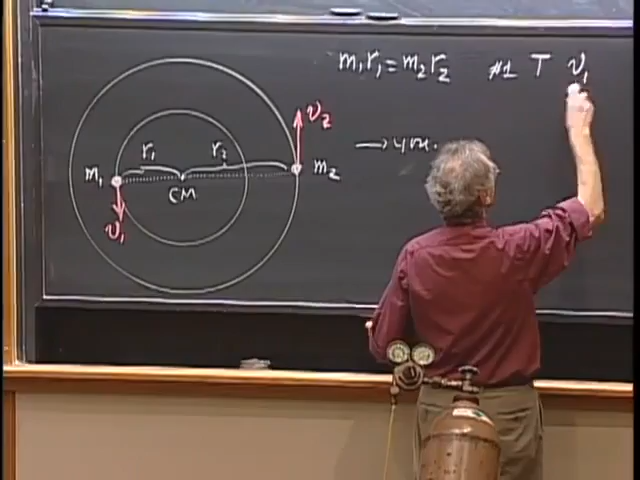 m₁r₁=m₂r₂ #1 T v₁
v₂
r₁ r₂
m₁ m₂
CM
v₁